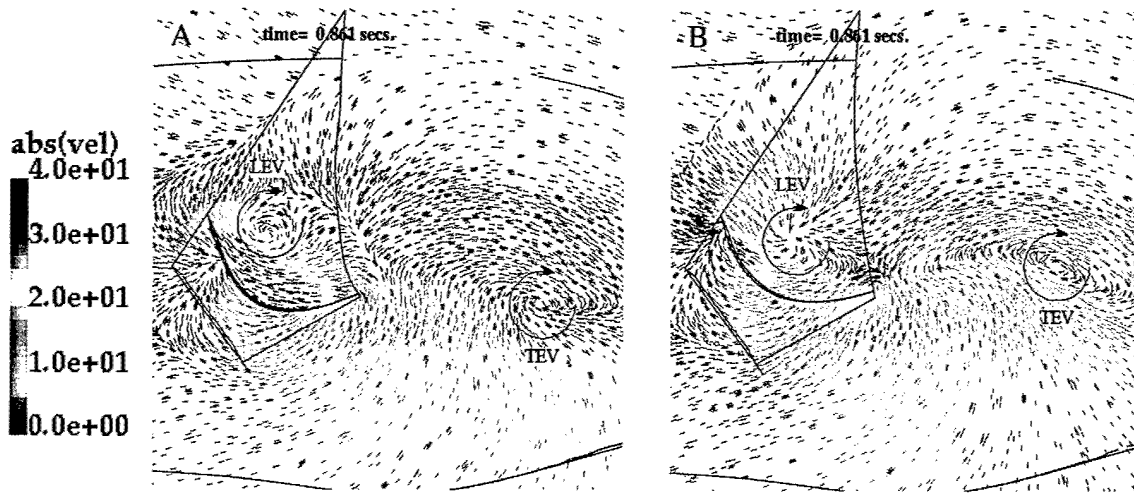 A
time= 0.861 secs.
B
time= 0.861 secs.
abs(vel)
4.0e+01
3.0e+01
2.0e+01
1.0e+01
0.0e+00
LEV
TEV
LEV
TEV